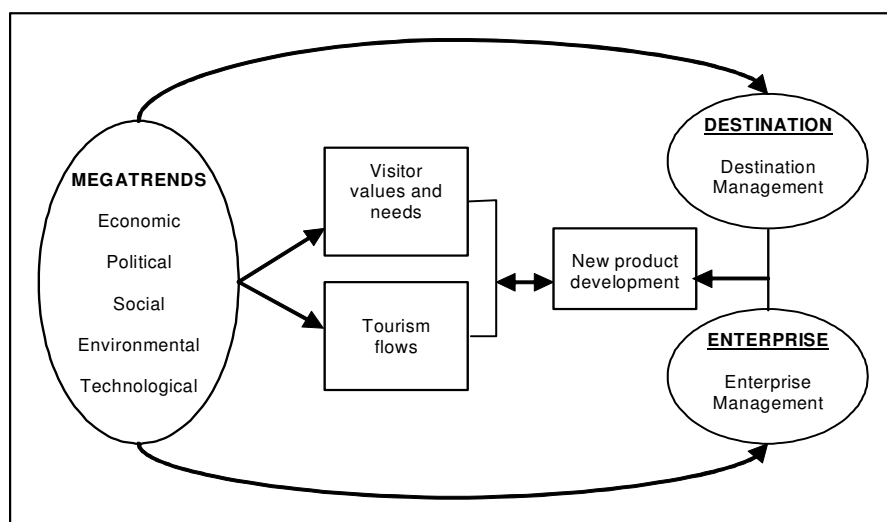 MEGATRENDS
Economic
Political
Social
Environmental
Technological
Visitor
values and
needs
Tourism
flows
New product
development
DESTINATION
Destination
Management
ENTERPRISE
Enterprise
Management